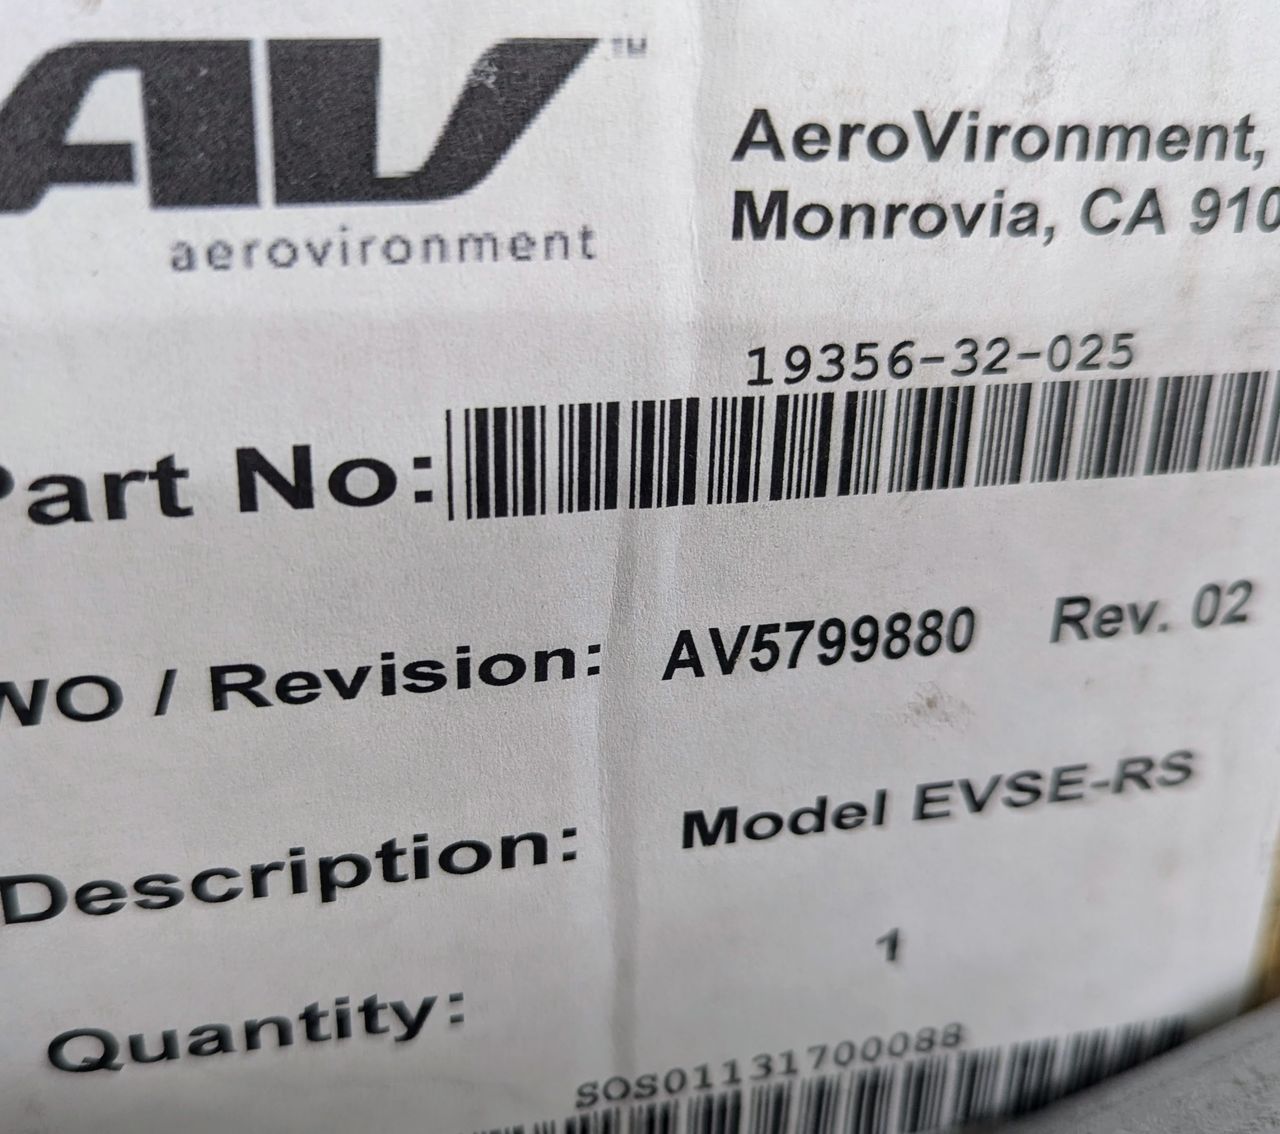 AV™
aerovironment
AeroVironment,
Monrovia, CA 910
19356-32-025
Part No:
WO / Revision: AV5799880 Rev. 02
Description: Model EVSE-RS
Quantity: 1
SOS01131700088